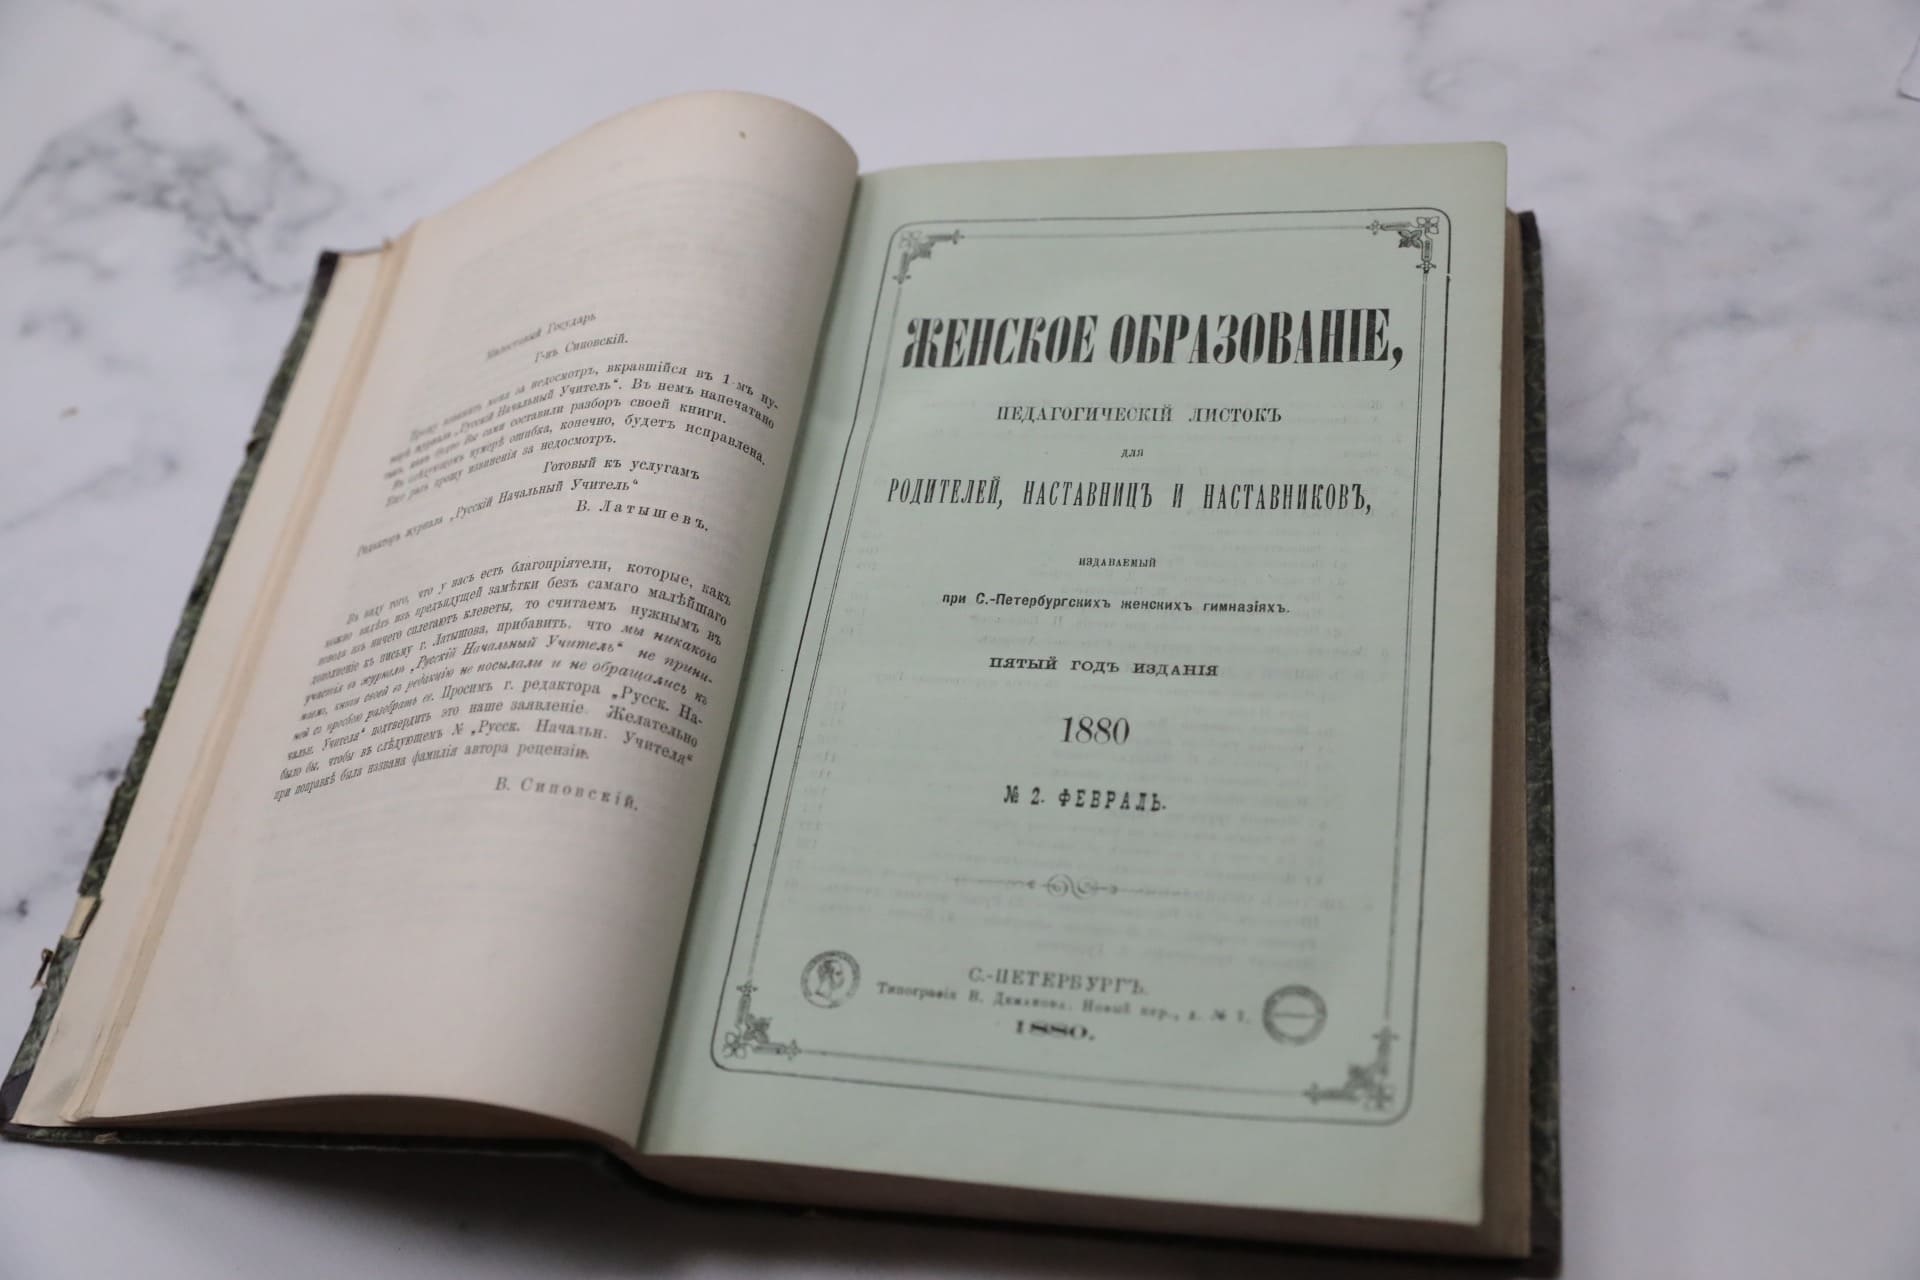 Милостивый Государь
Г-нъ Сиповскій.
Прошу извинить меня за недосмотръ, вкравшійся въ 1-мъ ну-
мерѣ журнала „Русскій Начальный Учитель“. Въ немъ напечатано
такъ, какъ будто бы сами составили разборъ своей книги.
Въ слѣдующемъ нумерѣ ошибка, конечно, будетъ исправлена.
Еще разъ прошу извиненія за недосмотръ.
Готовый къ услугамъ
Редакторъ журнала „Русскій Начальный Учитель“
В. Латышевъ.
Въ виду того, что у насъ есть благопріятели, которые, какъ
можно видѣть изъ предъидущей замѣтки безъ самаго малѣйшаго
повода изъ ничего сплетаютъ клеветы, то считаемъ нужнымъ въ
дополненіе къ письму г. Латышова, прибавить, что мы никакого
участія въ журналѣ „Русскій Начальный Учитель“ не прини-
маемъ, книги своей въ редакцію не посылали и не обращались къ
ней съ просьбою разобрать ее. Просимъ г. редактора „Русск. На-
чальн. Учителя“ подтвердить это наше заявленіе. Желательно
было бы, чтобы въ слѣдующемъ № „Русск. Начальн. Учителя“
при поправкѣ была названа фамилія автора рецензіи.
В. Сиповскій.
ЖЕНСКОЕ ОБРАЗОВАНІЕ,
ПЕДАГОГИЧЕСКІЙ ЛИСТОКЪ
ДЛЯ
РОДИТЕЛЕЙ, НАСТАВНИЦЪ И НАСТАВНИКОВЪ,
ИЗДАВАЕМЫЙ
при С.-Петербургскихъ женскихъ гимназіяхъ.
ПЯТЫЙ ГОДЪ ИЗДАНІЯ
1880
№ 2. ФЕВРАЛЬ.
С.-ПЕТЕРБУРГЪ.
Типографія В. Демакова. Новый пер., д. № 7.
1880.